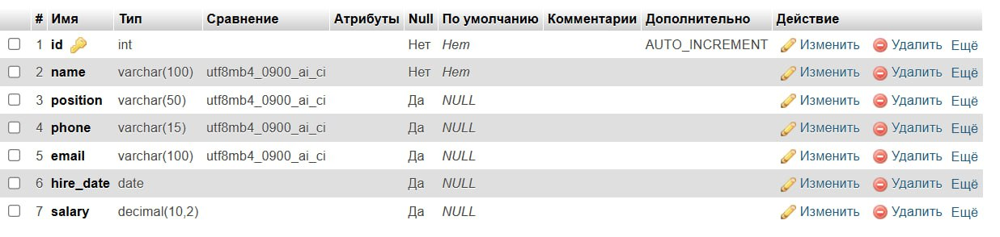 # Имя Тип Сравнение Атрибуты Null По умолчанию Комментарии Дополнительно Действие
1 id int Нет Нет AUTO_INCREMENT Изменить Удалить Ещё
2 name varchar(100) utf8mb4_0900_ai_ci Нет Нет Изменить Удалить Ещё
3 position varchar(50) utf8mb4_0900_ai_ci Да NULL Изменить Удалить Ещё
4 phone varchar(15) utf8mb4_0900_ai_ci Да NULL Изменить Удалить Ещё
5 email varchar(100) utf8mb4_0900_ai_ci Да NULL Изменить Удалить Ещё
6 hire_date date Да NULL Изменить Удалить Ещё
7 salary decimal(10,2) Да NULL Изменить Удалить Ещё